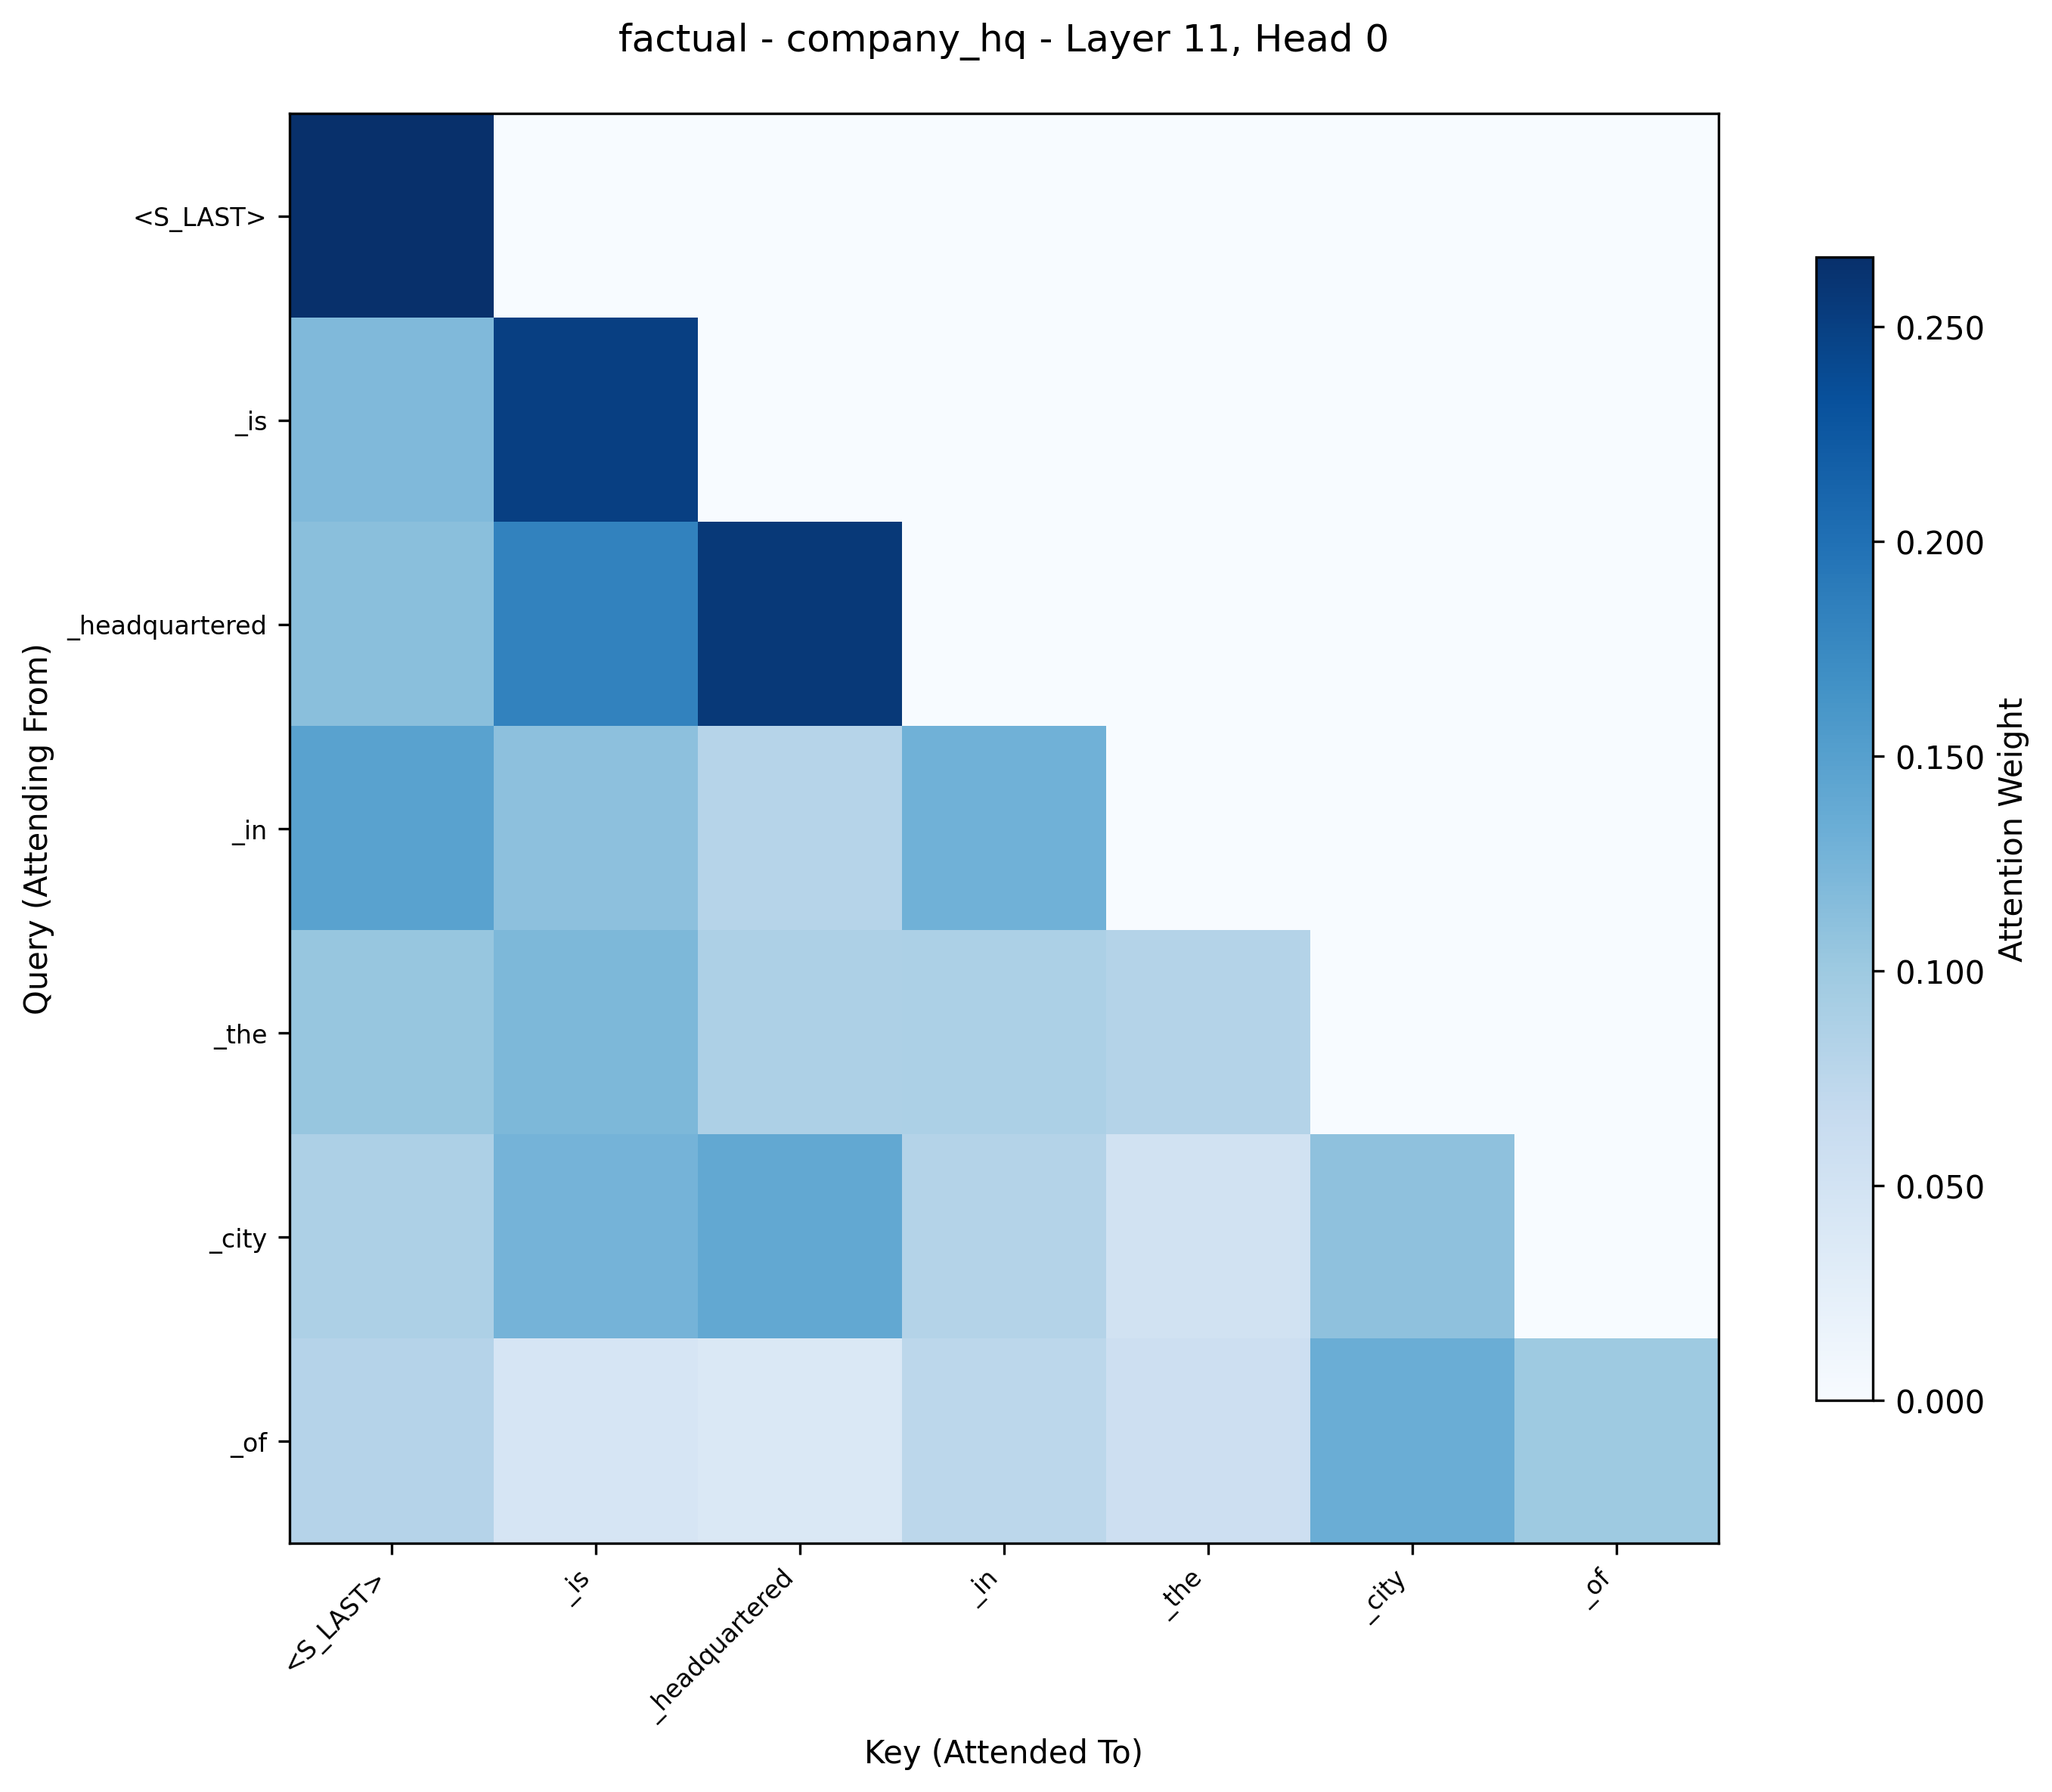 factual - company_hq - Layer 11, Head 0
Query (Attending From)
<S_LAST>
_is
_headquartered
_in
_the
_city
_of
<S_LAST>
_is
_headquartered
_in
_the
_city
_of
Key (Attended To)
0.250
0.200
0.150
0.100
0.050
0.000
Attention Weight